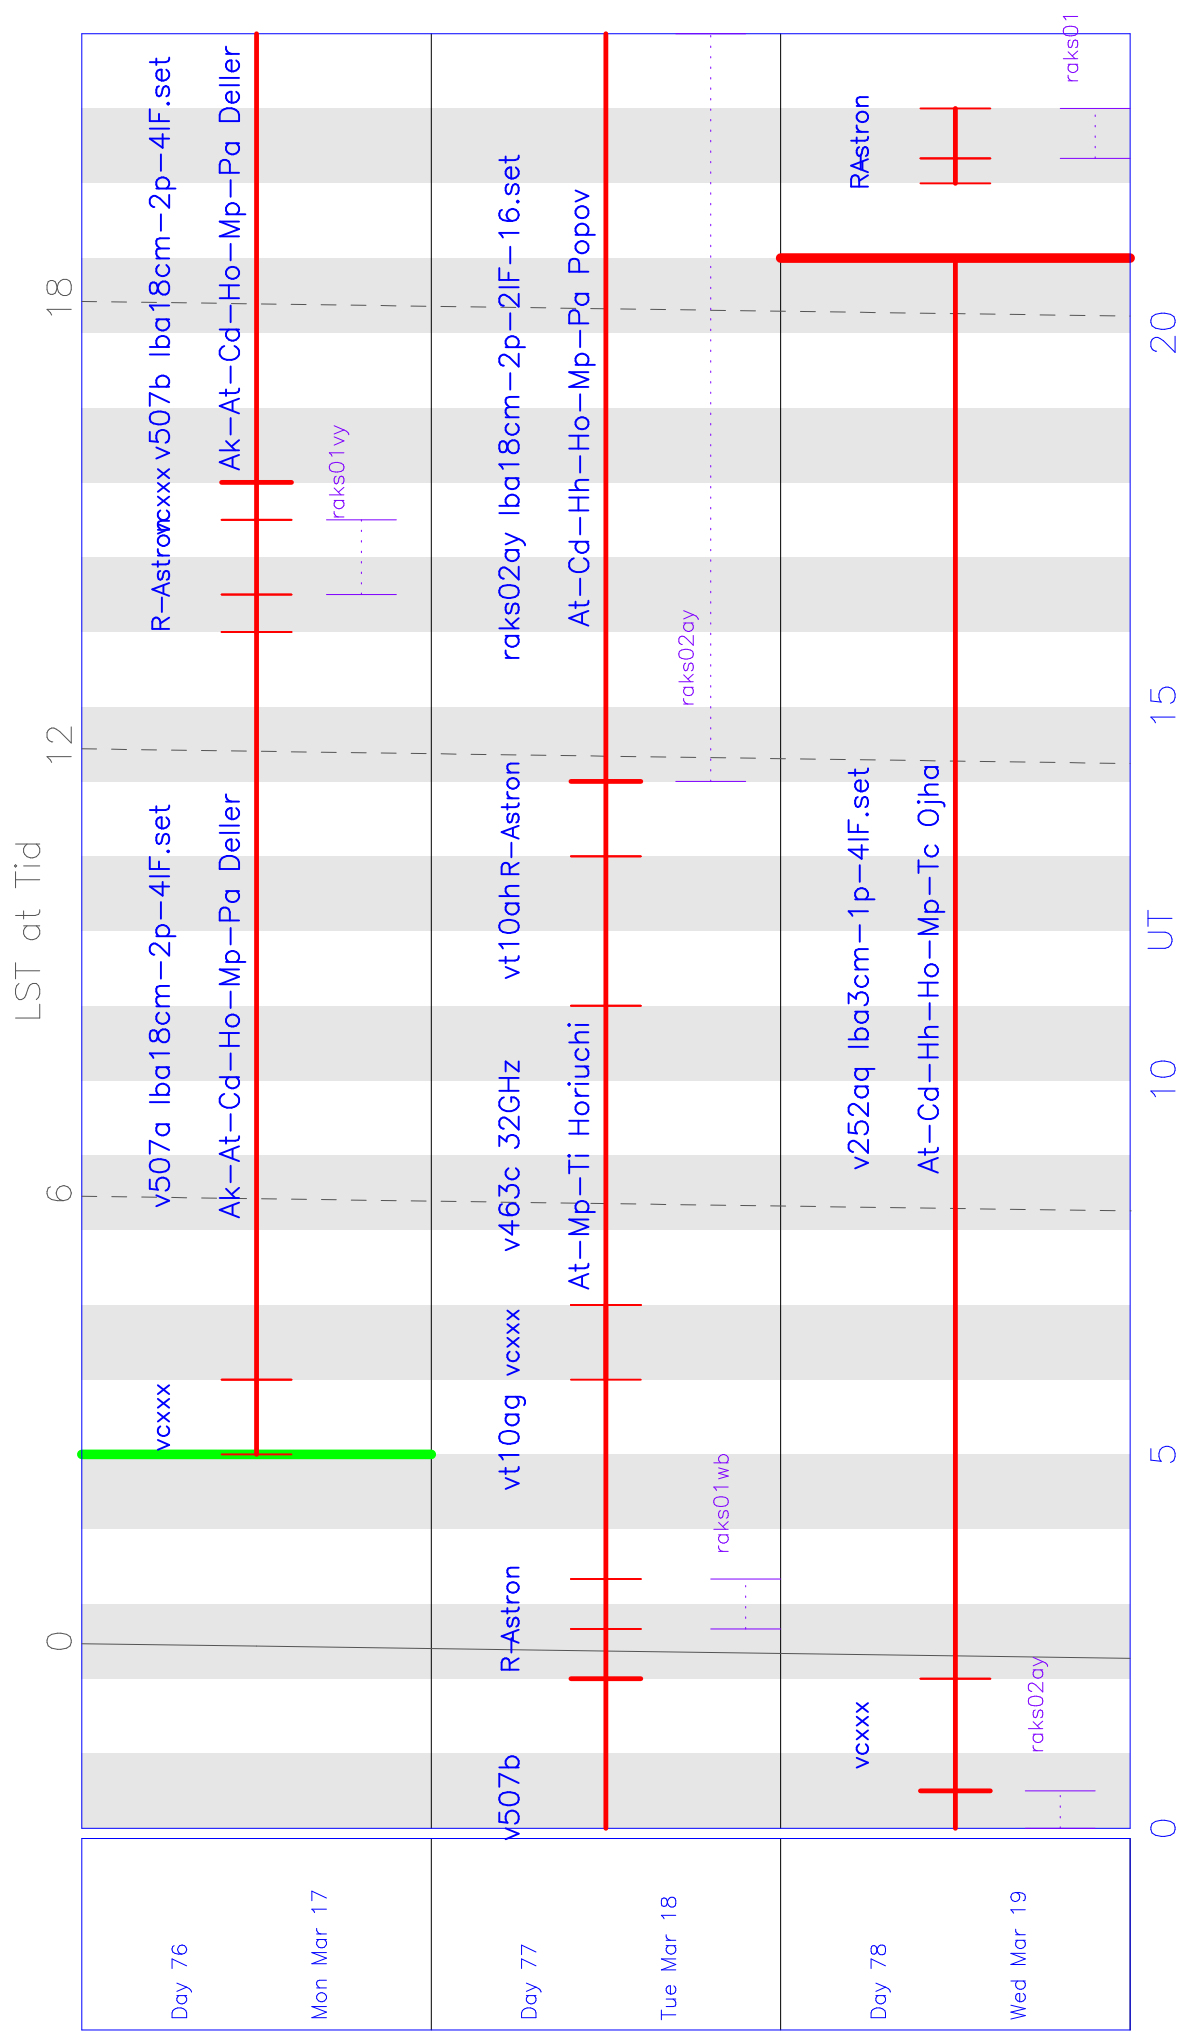 LST at Tid
0
6
12
18
Day 76
Mon Mar 17
vcxxx
v507a lba18cm-2p-4IF.set
Ak-At-Cd-Ho-Mp-Pa Deller
R-Astron
vcxxx
v507b lba18cm-2p-4IF.set
Ak-At-Cd-Ho-Mp-Pa Deller
raks01vy
Day 77
Tue Mar 18
v507b
R-Astron
vt10ag
vcxxx
v463c 32GHz
At-Mp-Ti Horiuchi
vt10ah
R-Astron
raks02ay lba18cm-2p-2IF-16.set
At-Cd-Hh-Ho-Mp-Pa Popov
raks01wb
raks02ay
Day 78
Wed Mar 19
vcxxx
v252aq lba3cm-1p-4IF.set
At-Cd-Hh-Ho-Mp-Tc Ojha
RAstron
raks02ay
raks01
0
5
10
15
20
UT